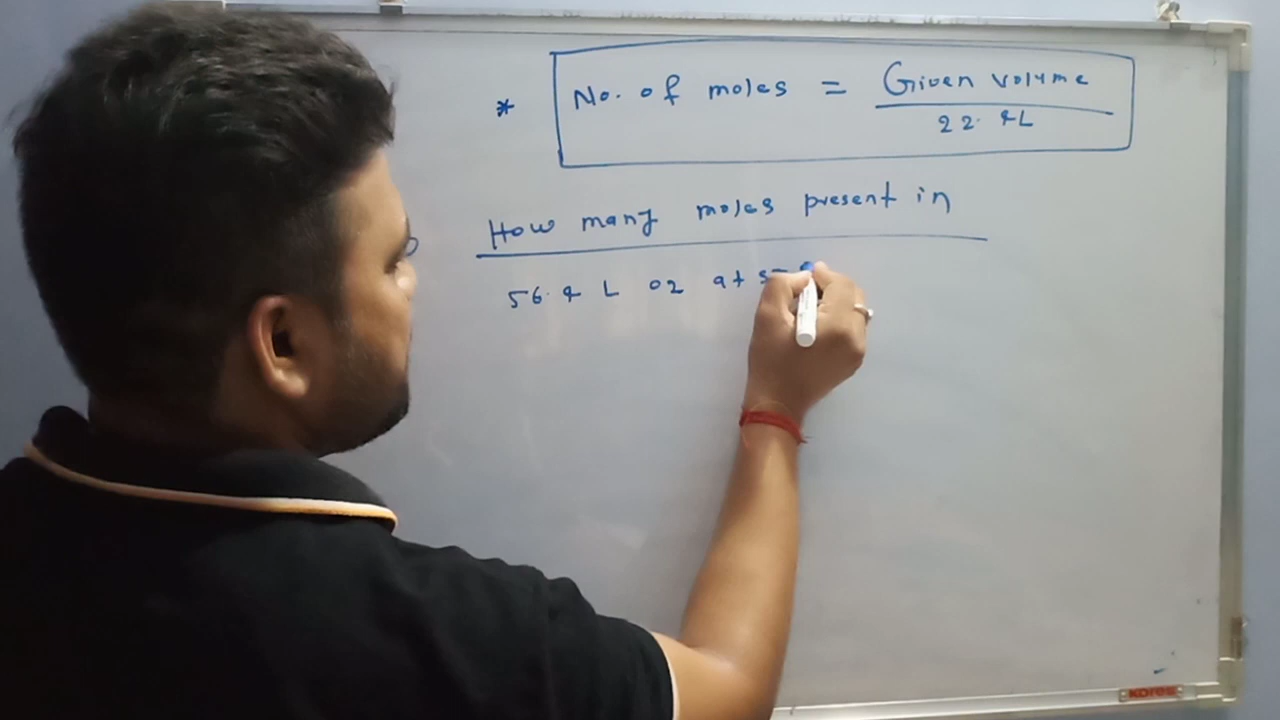 * No. of moles = Given volume
22.4L
How many moles present in
56.4 L O2 at
KORES